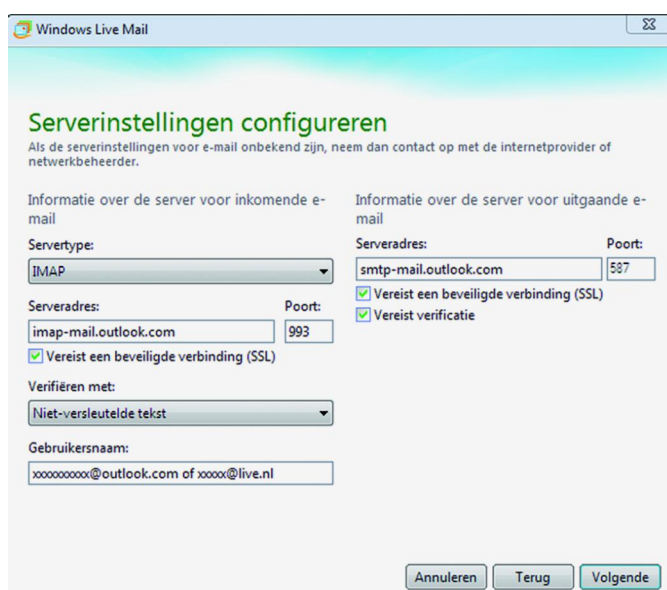 Windows Live Mail
Serverinstellingen configureren
Als de serverinstellingen voor e-mail onbekend zijn, neem dan contact op met de internetprovider of
netwerkbeheerder.
Informatie over de server voor inkomende e-
mail
Servertype:
IMAP
Serveradres:
Poort:
imap-mail.outlook.com
993
Vereist een beveiligde verbinding (SSL)
Verifiëren met:
Niet-versleutelde tekst
Gebruikersnaam:
xxxxxxxxxx@outlook.com of xxxxx@live.nl
Informatie over de server voor uitgaande e-
mail
Serveradres:
Poort:
smtp-mail.outlook.com
587
Vereist een beveiligde verbinding (SSL)
Vereist verificatie
Annuleren
Terug
Volgende